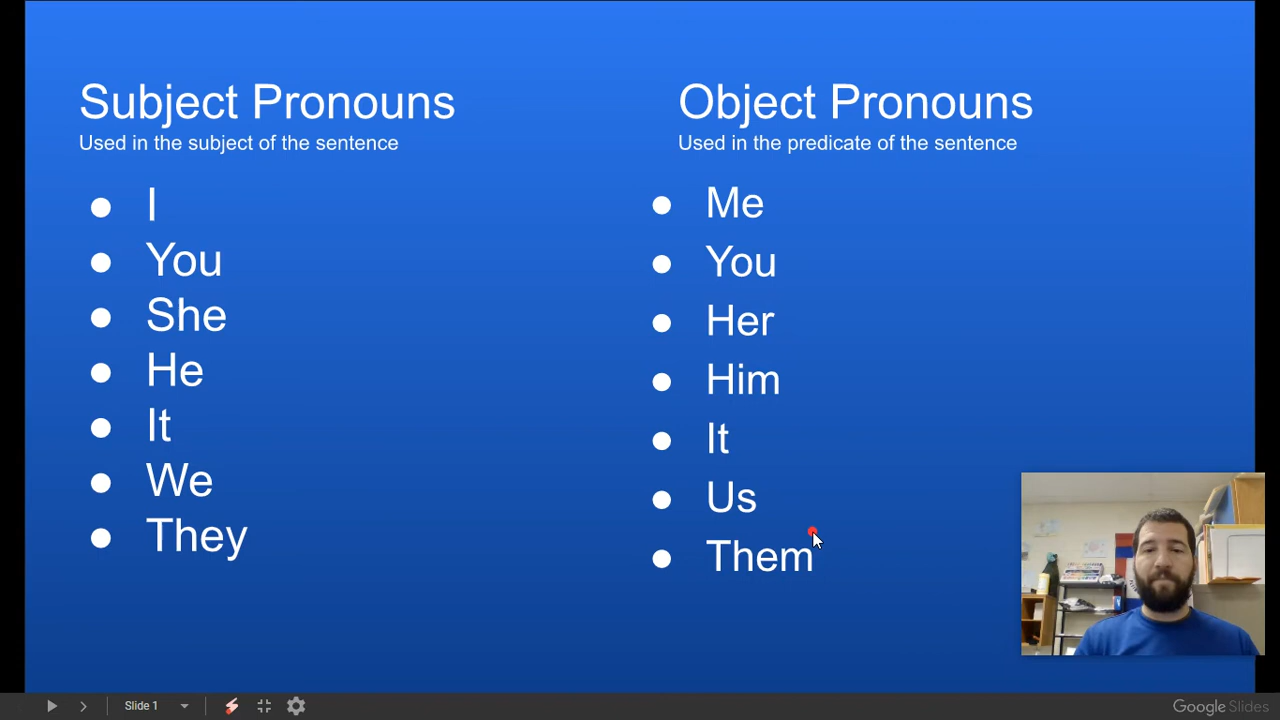 Subject Pronouns
Used in the subject of the sentence
● I
● You
● She
● He
● It
● We
● They
Object Pronouns
Used in the predicate of the sentence
● Me
● You
● Her
● Him
● It
● Us
● Them
Slide 1
Google Slides